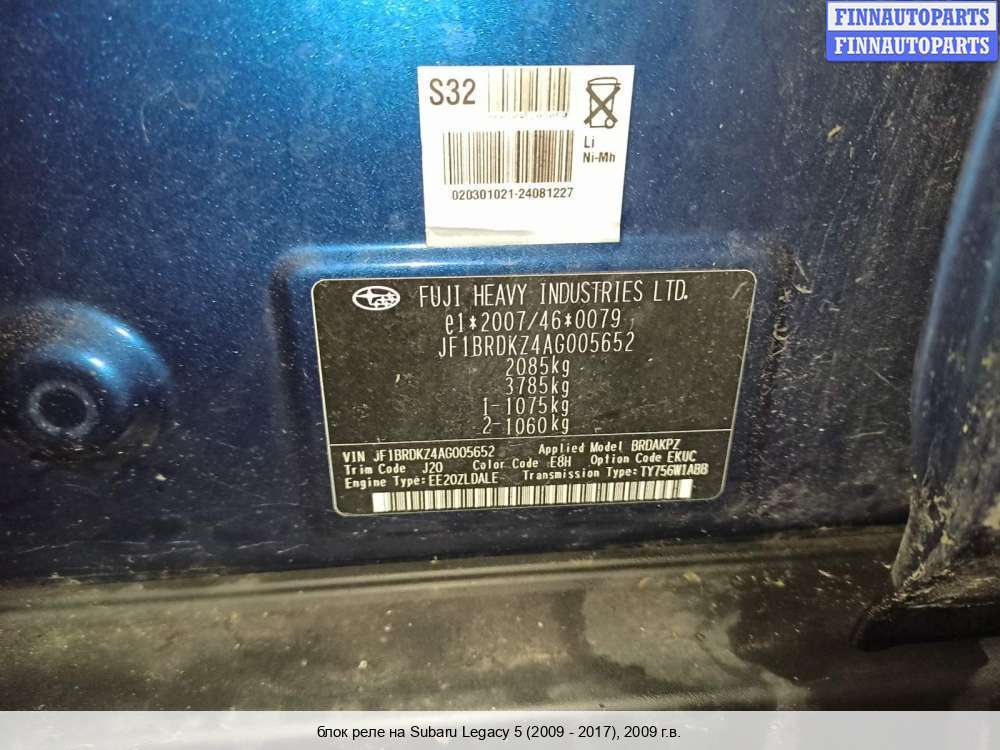 FINNAUTOPARTS
FINNAUTOPARTS
S32
Li
Ni-Mh
020301021-24081227
FUJI HEAVY INDUSTRIES LTD.
e1*2007/46*0079
JF1BRDKZ4AG005652
2085kg
3785kg
1-1075kg
2-1060kg
VIN JF1BRDKZ4AG005652 Applied Model BRDAKPZ
Trim Code J20 Color Code E8H Option Code EKUC
Engine Type:EE20ZLDALE Transmission Type:TY756W1ABB
блок реле на Subaru Legacy 5 (2009 - 2017), 2009 г.в.